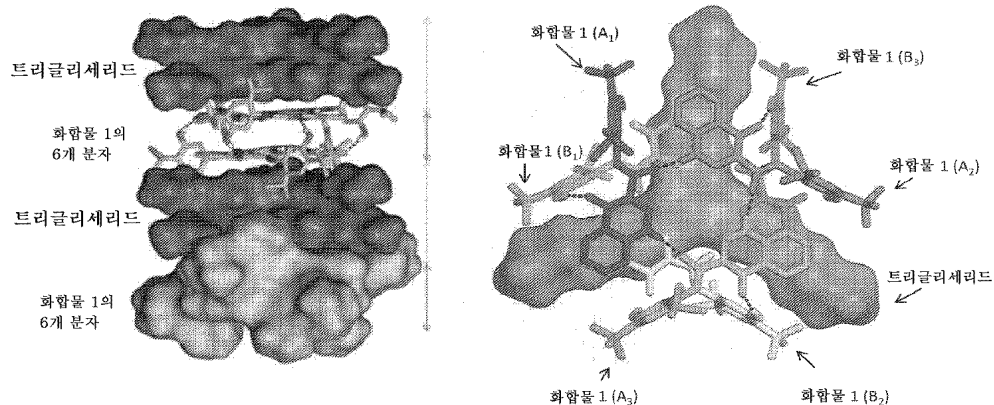 트리글리세리드
화합물 1의
6개 분자
트리글리세리드
화합물 1의
6개 분자
화합물 1 (A₁)
화합물 1 (B₃)
화합물1 (B₁)
화합물 1 (A₂)
트리글리세리드
화합물 1 (A₃)
화합물 1 (B₂)